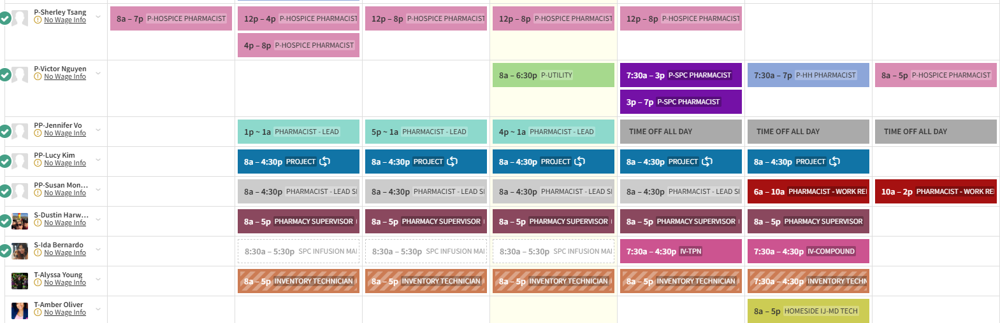 P-Sherley Tsang
No Wage Info
8a – 7p P-HOSPICE PHARMACIST
12p – 4p P-HOSPICE PHARMACIST
12p – 8p P-HOSPICE PHARMACIST
12p – 8p P-HOSPICE PHARMACIST
12p – 8p P-HOSPICE PHARMACIST
4p – 8p P-HOSPICE PHARMACIST
P-Victor Nguyen
No Wage Info
8a – 6:30p P-UTILITY
7:30a – 3p P-SPC PHARMACIST
7:30a – 7p P-HH PHARMACIST
8a – 5p P-HOSPICE PHARMACIST
3p – 7p P-SPC PHARMACIST
PP-Jennifer Vo
No Wage Info
1p ~ 1a PHARMACIST - LEAD
5p ~ 1a PHARMACIST - LEAD
4p ~ 1a PHARMACIST - LEAD
TIME OFF ALL DAY
TIME OFF ALL DAY
TIME OFF ALL DAY
PP-Lucy Kim
No Wage Info
8a – 4:30p PROJECT
8a – 4:30p PROJECT
8a – 4:30p PROJECT
8a – 4:30p PROJECT
8a – 4:30p PROJECT
PP-Susan Mon...
No Wage Info
8a – 4:30p PHARMACIST - LEAD
8a – 4:30p PHARMACIST - LEAD
8a – 4:30p PHARMACIST - LEAD
8a – 4:30p PHARMACIST - LEAD
6a – 10a PHARMACIST - WORK
10a – 2p PHARMACIST - WORK
S-Dustin Harw...
No Wage Info
8a – 5p PHARMACY SUPERVISOR
8a – 5p PHARMACY SUPERVISOR
8a – 5p PHARMACY SUPERVISOR
8a – 5p PHARMACY SUPERVISOR
8a – 5p PHARMACY SUPERVISOR
S-Ida Bernardo
No Wage Info
8:30a – 5:30p SPC INFUSION
8:30a – 5:30p SPC INFUSION
8:30a – 5:30p SPC INFUSION
7:30a – 4:30p IV-TPN
7:30a – 4:30p IV-COMPOUND
T-Alyssa Young
No Wage Info
8a – 5p INVENTORY TECHNICIAN
8a – 5p INVENTORY TECHNICIAN
8a – 5p INVENTORY TECHNICIAN
8a – 5p INVENTORY TECHNICIAN
7:30a – 4:30p INVENTORY TECHN
T-Amber Oliver
No Wage Info
8a – 5p HOMESIDE IJ-MD TECH